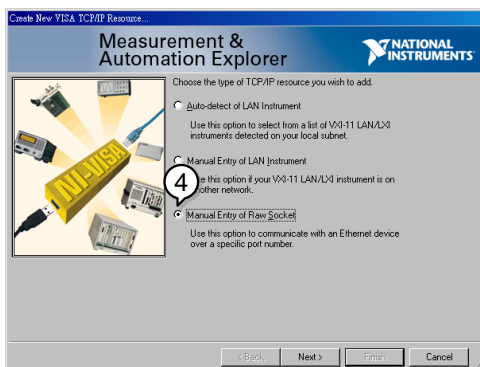 Create New VISA TCP/IP Resource...
Measurement &
Automation Explorer
NATIONAL
INSTRUMENTS
Choose the type of TCP/IP resource you wish to add.
Auto-detect of LAN Instrument
Use this option to select from a list of VXI-11 LAN/LXI
instruments detected on your local subnet.
Manual Entry of LAN Instrument
this option if your VXI-11 LAN/LXI instrument is on
network.
4
Manual Entry of Raw Socket
Use this option to communicate with an Ethernet device
over a specific port number.
NI-VISA
< Back
Next >
Finish
Cancel